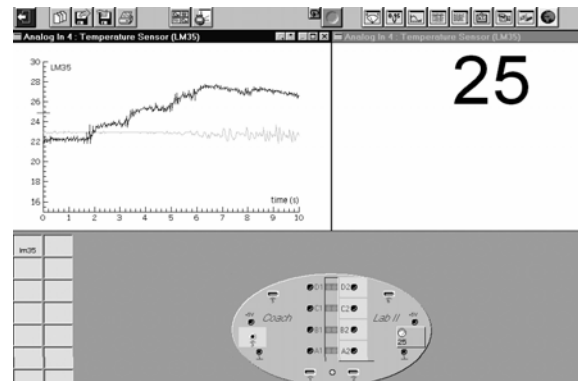 Analog In 4 : Temperature Sensor (LM35)
Analog In 4 : Temperature Sensor (LM35)
25
LM35
30
28
26
24
22
20
18
16
time (s)
0 1 2 3 4 5 6 7 8 9 10
lm35
D1 D2
C1 C2
Coach
Lab II
B1 B2
A1 A2
25